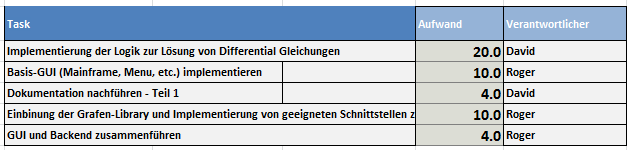 Task Aufwand Verantwortlicher
Implementierung der Logik zur Lösung von Differential Gleichungen 20.0 David
Basis-GUI (Mainframe, Menu, etc.) implementieren 10.0 Roger
Dokumentation nachführen - Teil 1 4.0 David
Einbinung der Grafen-Library und Implementierung von geeigneten Schnittstellen z 10.0 Roger
GUI und Backend zusammenführen 4.0 Roger